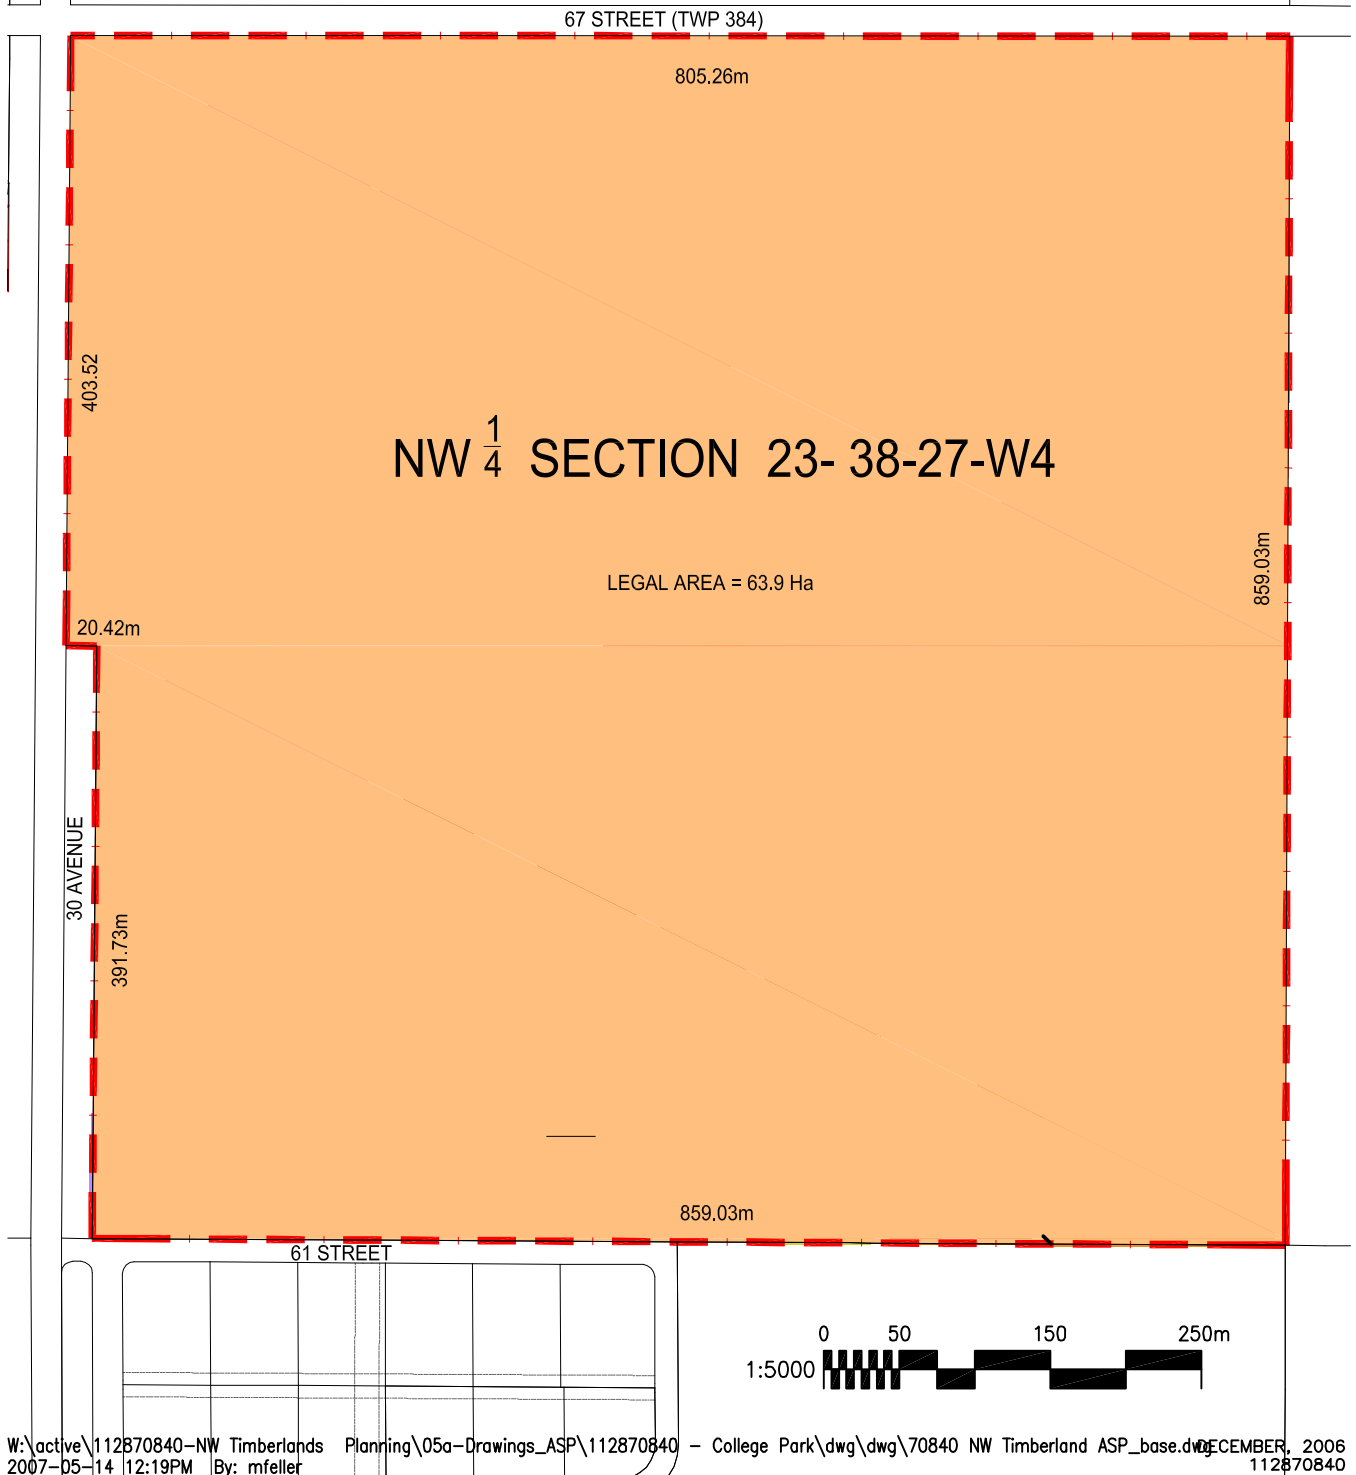 67 STREET (TWP 384)
805.26m
403.52
NW 1/4 SECTION 23- 38-27-W4
859.03m
LEGAL AREA = 63.9 Ha
20.42m
30 AVENUE
391.73m
859.03m
61 STREET
0 50 150 250m
1:5000
W:\active\112870840-NW Timberlands Planning\05a-Drawings_ASP\112870840 - College Park\dwg\dwg\70840 NW Timberland ASP_base.dwg
DECEMBER, 2006
2007-05-14 12:19PM By: mfeller
112870840